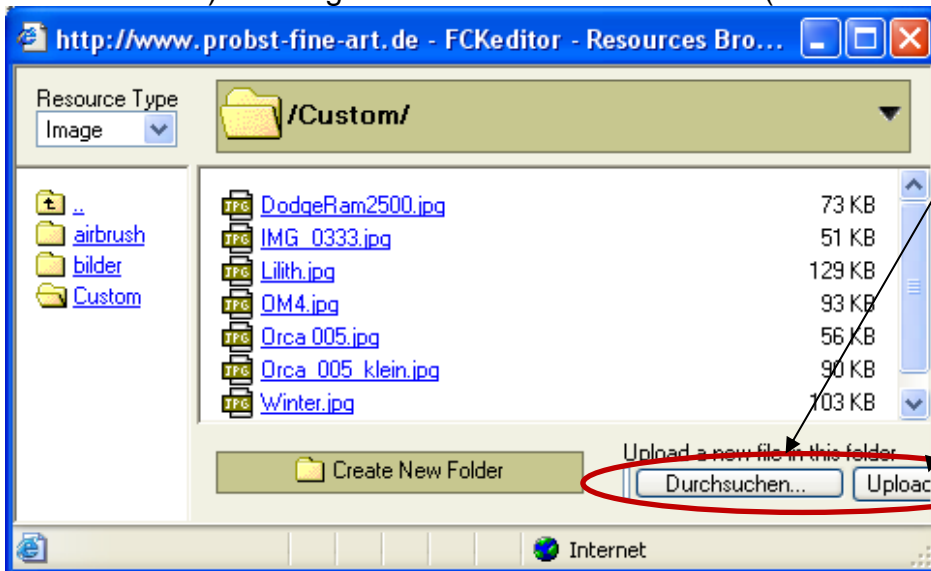 http://www.probst-fine-art.de - FCKeditor - Resources Bro...
Resource Type
Image
/Custom/
..
airbrush
bilder
Custom
DodgeRam2500.jpg 73 KB
IMG_0333.jpg 51 KB
Lilith.jpg 129 KB
OM4.jpg 93 KB
Orca 005.jpg 56 KB
Orca_005_klein.jpg 90 KB
Winter.jpg 103 KB
Create New Folder
Upload a new file in this folder
Durchsuchen... Upload
Internet